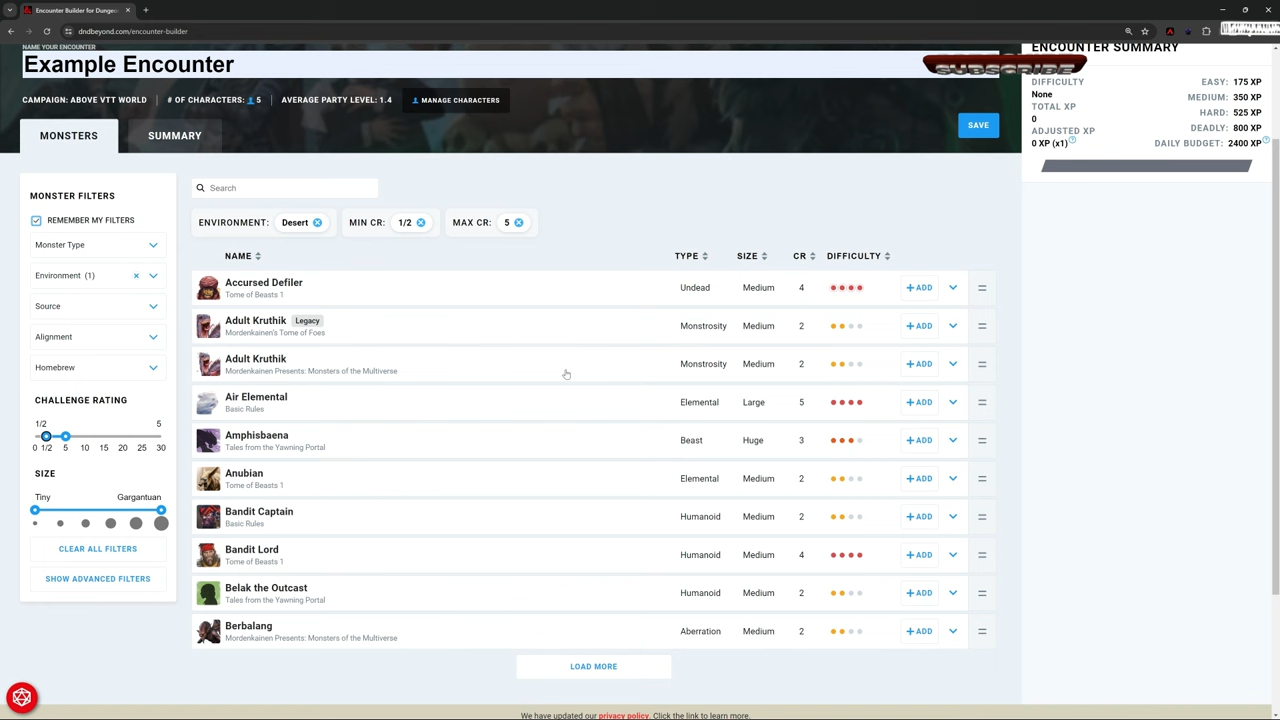 Encounter Builder for Dunge
dndbeyond.com/encounter-builder
NAME YOUR ENCOUNTER
Example Encounter
SUBSCRIBE
CAMPAIGN: ABOVE VTT WORLD
# OF CHARACTERS: 5
AVERAGE PARTY LEVEL: 1.4
MANAGE CHARACTERS
MONSTERS
SUMMARY
SAVE
ENCOUNTER SUMMARY
DIFFICULTY
None
TOTAL XP
0
ADJUSTED XP
0 XP (x1)
EASY: 175 XP
MEDIUM: 350 XP
HARD: 525 XP
DEADLY: 800 XP
DAILY BUDGET: 2400 XP
MONSTER FILTERS
REMEMBER MY FILTERS
Monster Type
Environment (1)
Source
Alignment
Homebrew
CHALLENGE RATING
1/2 5
0 1/2 5 10 15 20 25 30
SIZE
Tiny Gargantuan
CLEAR ALL FILTERS
SHOW ADVANCED FILTERS
Search
ENVIRONMENT: Desert
MIN CR: 1/2
MAX CR: 5
NAME TYPE SIZE CR DIFFICULTY
Accursed Defiler Undead Medium 4 ADD
Tome of Beasts 1
Adult Kruthik Legacy Monstrosity Medium 2 ADD
Mordenkainen's Tome of Foes
Adult Kruthik Monstrosity Medium 2 ADD
Mordenkainen Presents: Monsters of the Multiverse
Air Elemental Elemental Large 5 ADD
Basic Rules
Amphisbaena Beast Huge 3 ADD
Tales from the Yawning Portal
Anubian Elemental Medium 2 ADD
Tome of Beasts 1
Bandit Captain Humanoid Medium 2 ADD
Basic Rules
Bandit Lord Humanoid Medium 4 ADD
Tome of Beasts 1
Belak the Outcast Humanoid Medium 2 ADD
Tales from the Yawning Portal
Berbalang Aberration Medium 2 ADD
Mordenkainen Presents: Monsters of the Multiverse
LOAD MORE
We have updated our privacy policy. Click the link to learn more.